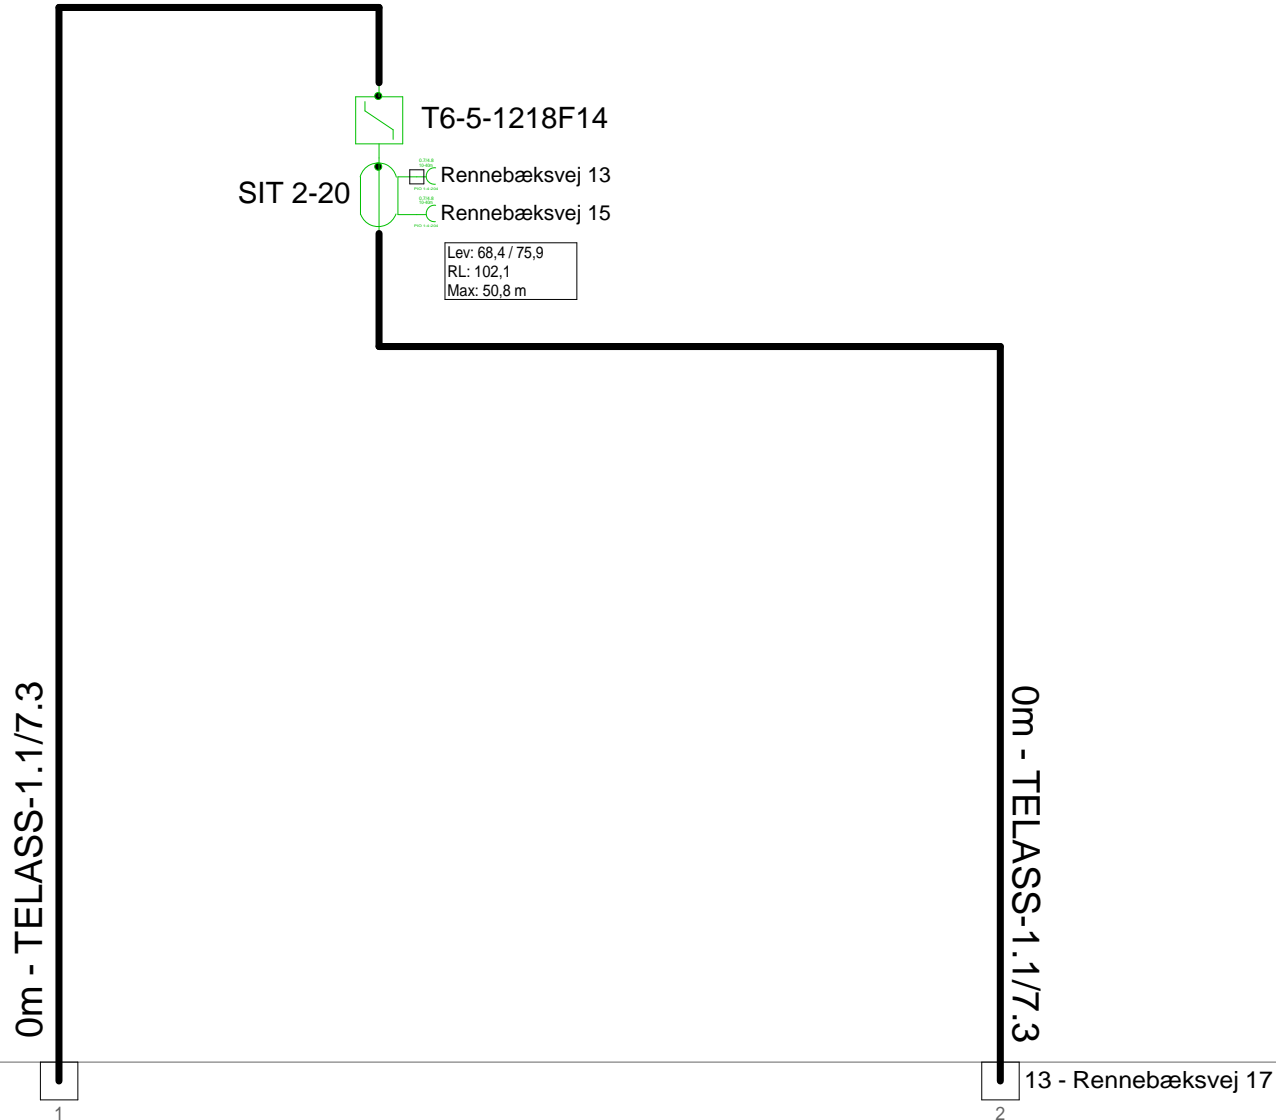 T6-5-1218F14
SIT 2-20
Rennebæksvej 13
Rennebæksvej 15
Lev: 68,4 / 75,9
RL: 102,1
Max: 50,8 m
0m - TELASS-1.1/7.3
0m - TELASS-1.1/7.3
13 - Rennebæksvej 17
1
2